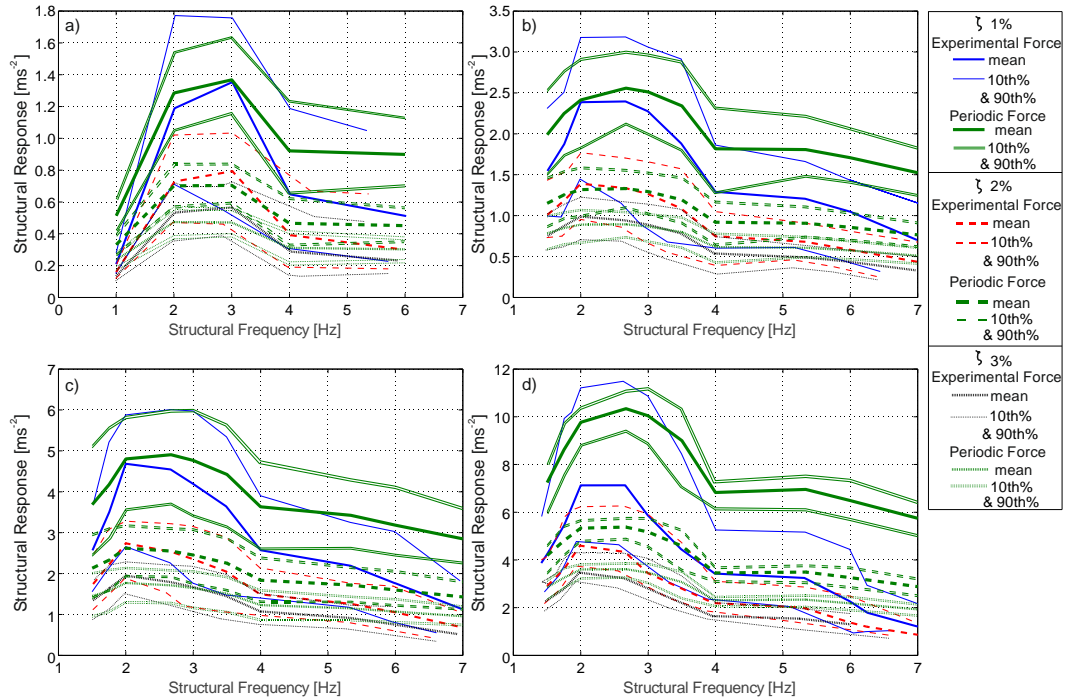 a)
Structural Response [ms-2]
1.8
1.6
1.4
1.2
1.0
0.8
0.6
0.4
0.2
0
0 1 2 3 4 5 6 7
Structural Frequency [Hz]
b)
Structural Response [ms-2]
3.5
3.0
2.5
2.0
1.5
1.0
0.5
0
1 2 3 4 5 6 7
Structural Frequency [Hz]
c)
Structural Response [ms-2]
7
6
5
4
3
2
1
0
1 2 3 4 5 6 7
Structural Frequency [Hz]
d)
Structural Response [ms-2]
12
10
8
6
4
2
0
1 2 3 4 5 6 7
Structural Frequency [Hz]
ζ 1%
Experimental Force
mean
10th%
& 90th%
Periodic Force
mean
10th%
& 90th%
ζ 2%
Experimental Force
mean
10th%
& 90th%
Periodic Force
mean
10th%
& 90th%
ζ 3%
Experimental Force
mean
10th%
& 90th%
Periodic Force
mean
10th%
& 90th%